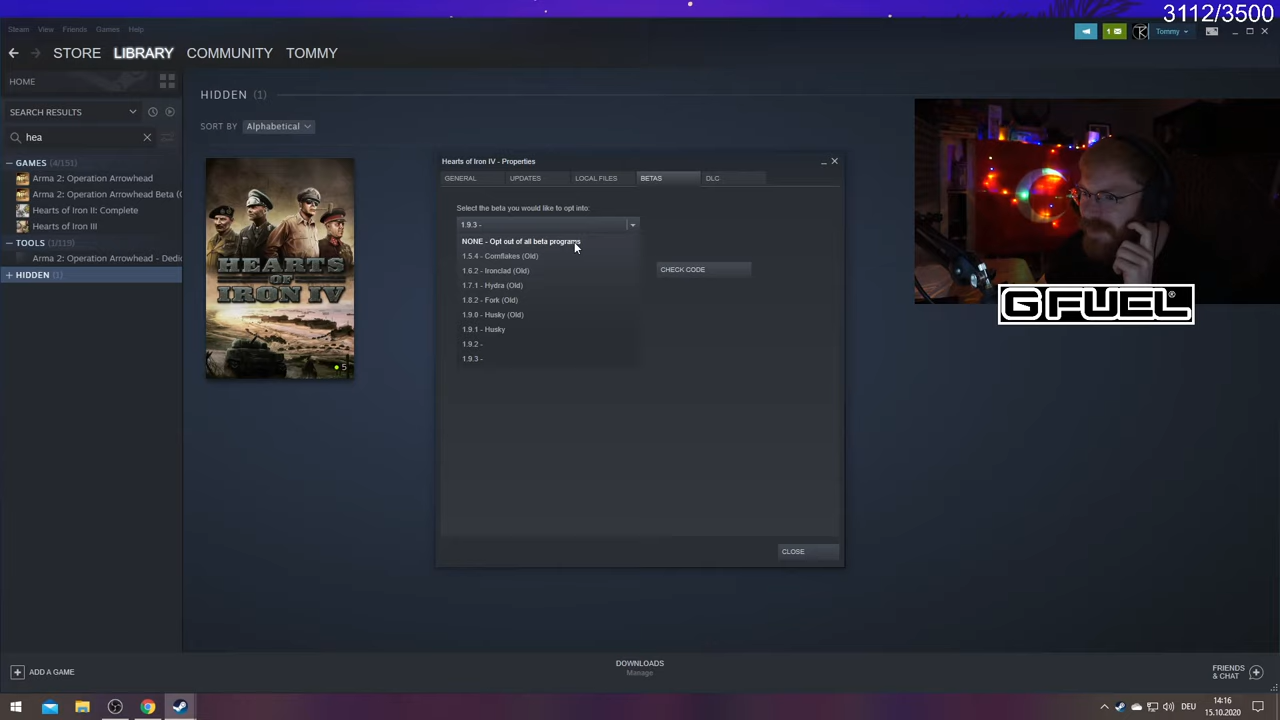 3112/3500
Steam View Friends Games Help
1
Tommy
STORE LIBRARY COMMUNITY TOMMY
HOME
HIDDEN (1)
SEARCH RESULTS
SORT BY Alphabetical
hea
GAMES (4/151)
Arma 2: Operation Arrowhead
Arma 2: Operation Arrowhead Beta (O
Hearts of Iron II: Complete
Hearts of Iron III
TOOLS (1/119)
Arma 2: Operation Arrowhead - Dedic
HIDDEN (1)
HEARTS
OF
IRON IV
5
Hearts of Iron IV - Properties
GENERAL UPDATES LOCAL FILES BETAS DLC
Select the beta you would like to opt into:
1.9.3 -
NONE - Opt out of all beta programs
1.5.4 - Cornflakes (Old)
1.6.2 - Ironclad (Old)
1.7.1 - Hydra (Old)
1.8.2 - Fork (Old)
1.9.0 - Husky (Old)
1.9.1 - Husky
1.9.2 -
1.9.3 -
CHECK CODE
CLOSE
G FUEL®
ADD A GAME
DOWNLOADS
Manage
FRIENDS
& CHAT
DEU
14:16
15.10.2020